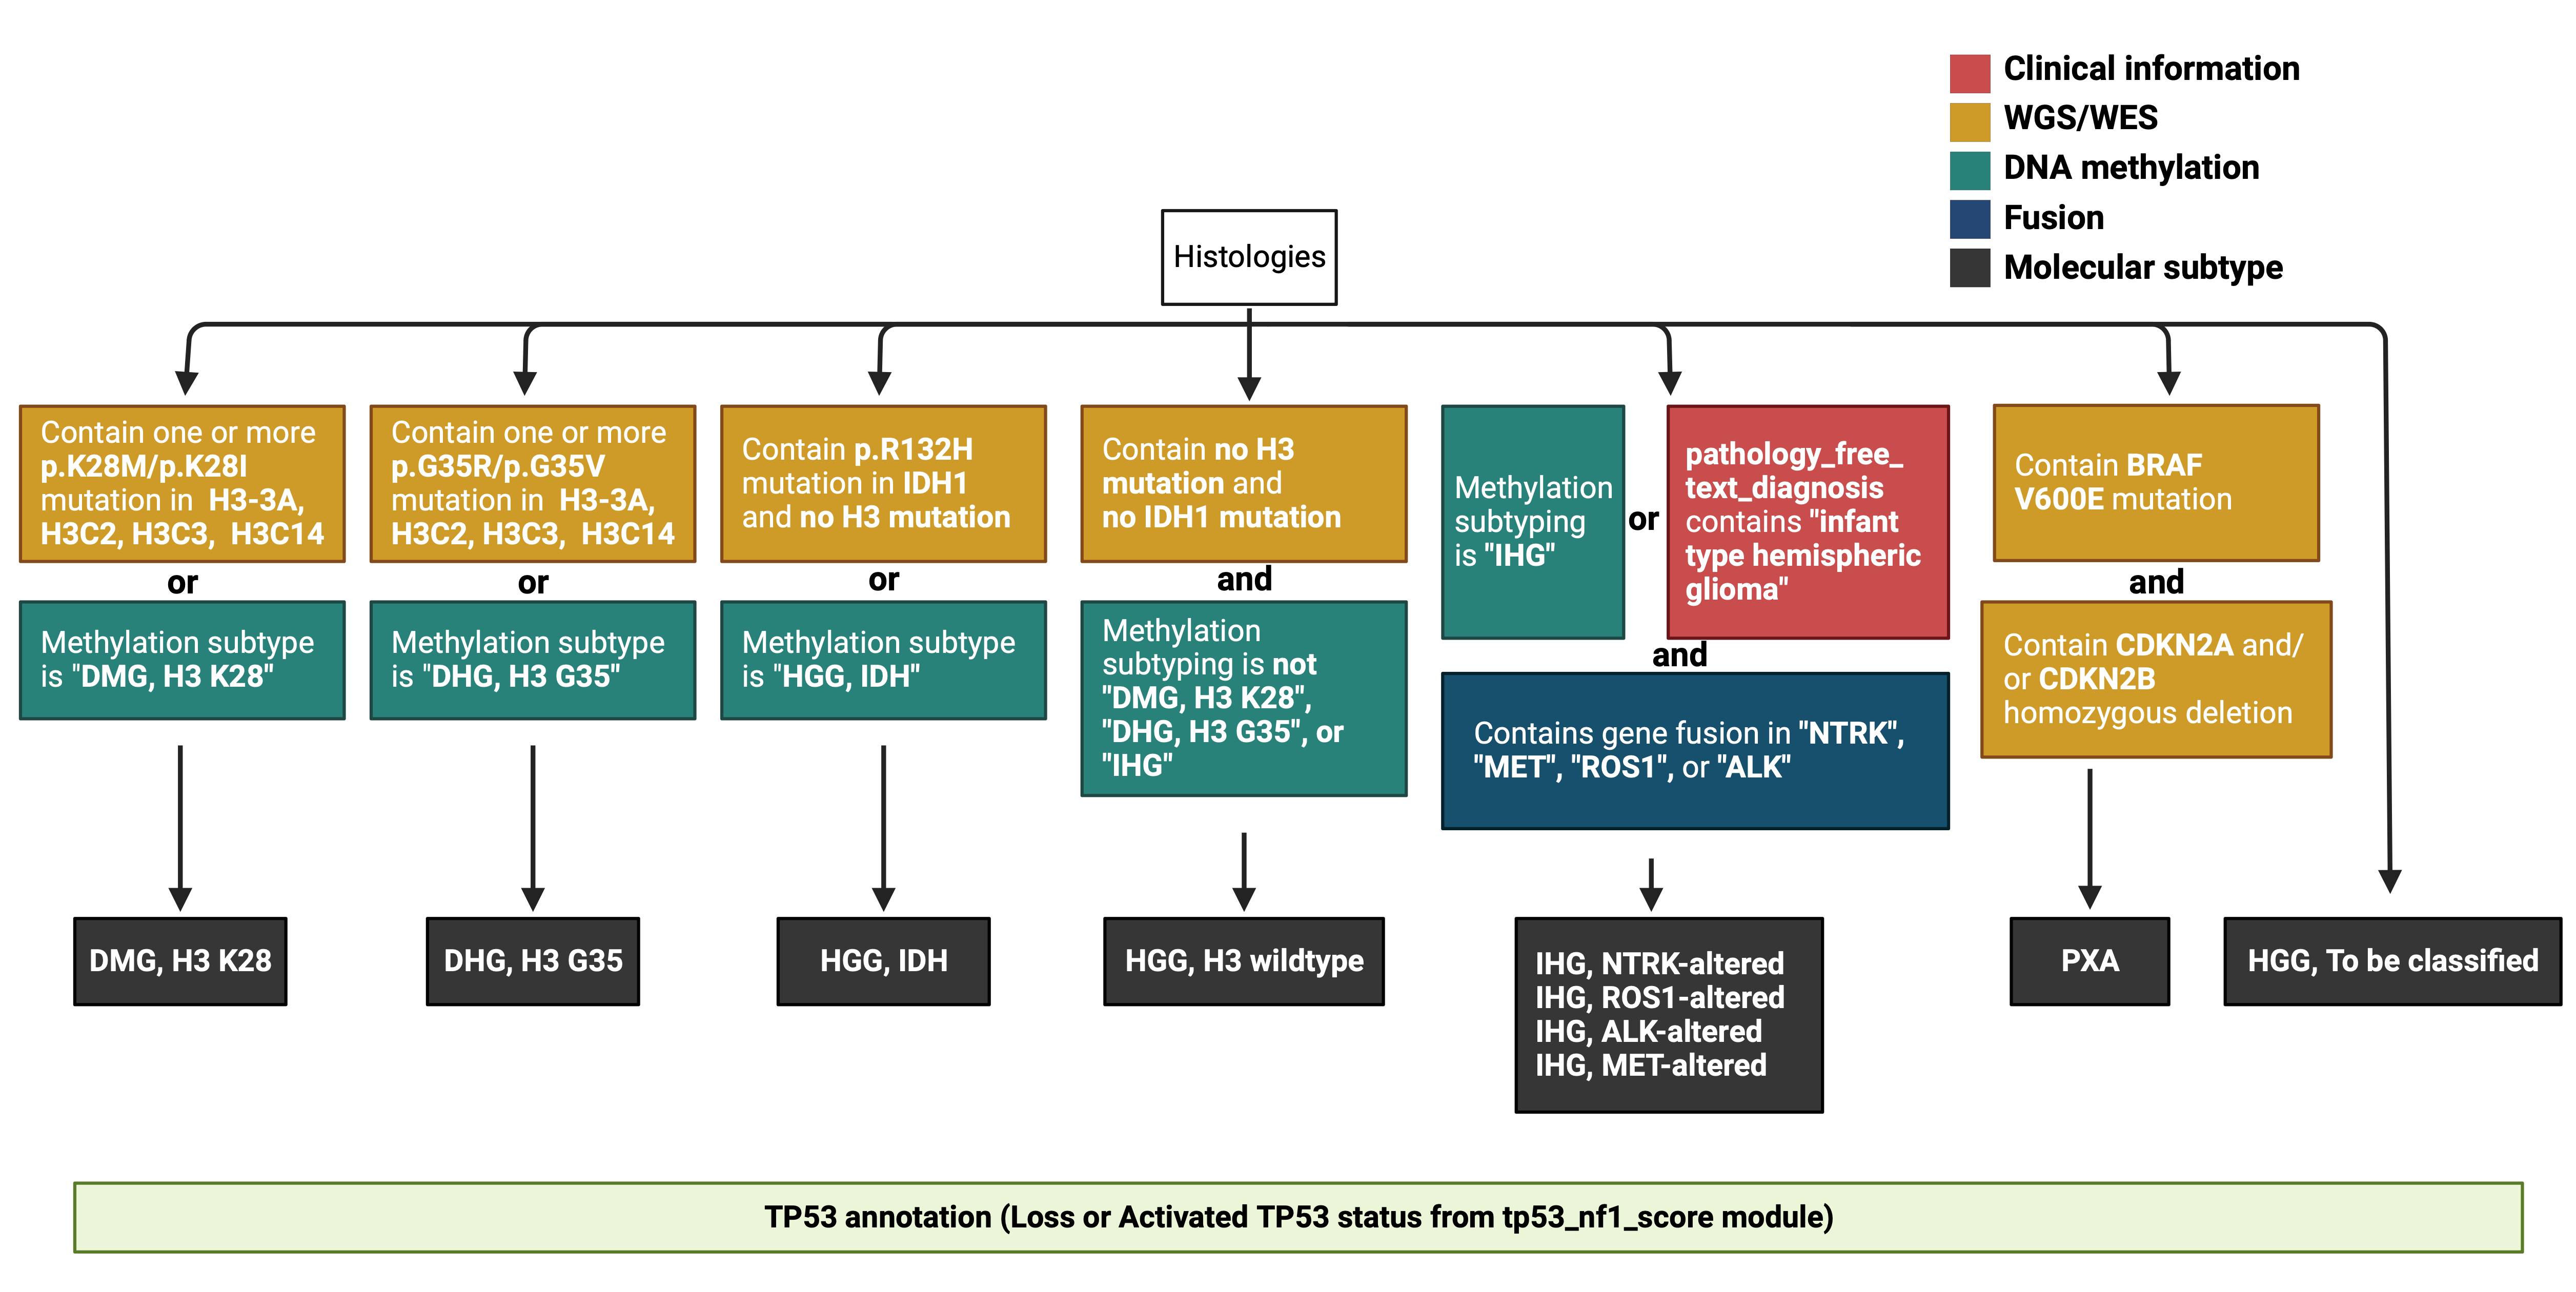 Clinical information
WGS/WES
DNA methylation
Fusion
Molecular subtype
Histologies
Contain one or more
p.K28M/p.K28I
mutation in H3-3A,
H3C2, H3C3, H3C14
or
Methylation subtype
is "DMG, H3 K28"
DMG, H3 K28
Contain one or more
p.G35R/p.G35V
mutation in H3-3A,
H3C2, H3C3, H3C14
or
Methylation subtype
is "DHG, H3 G35"
DHG, H3 G35
Contain p.R132H
mutation in IDH1
and no H3 mutation
or
Methylation subtype
is "HGG, IDH"
HGG, IDH
Contain no H3
mutation and
no IDH1 mutation
and
Methylation
subtyping is not
"DMG, H3 K28",
"DHG, H3 G35", or
"IHG"
HGG, H3 wildtype
Methylation
subtyping
is "IHG"
or
pathology_free_
text_diagnosis
contains "infant
type hemispheric
glioma"
and
Contains gene fusion in "NTRK",
"MET", "ROS1", or "ALK"
IHG, NTRK-altered
IHG, ROS1-altered
IHG, ALK-altered
IHG, MET-altered
Contain BRAF
V600E mutation
and
Contain CDKN2A and/
or CDKN2B
homozygous deletion
PXA
HGG, To be classified
TP53 annotation (Loss or Activated TP53 status from tp53_nf1_score module)